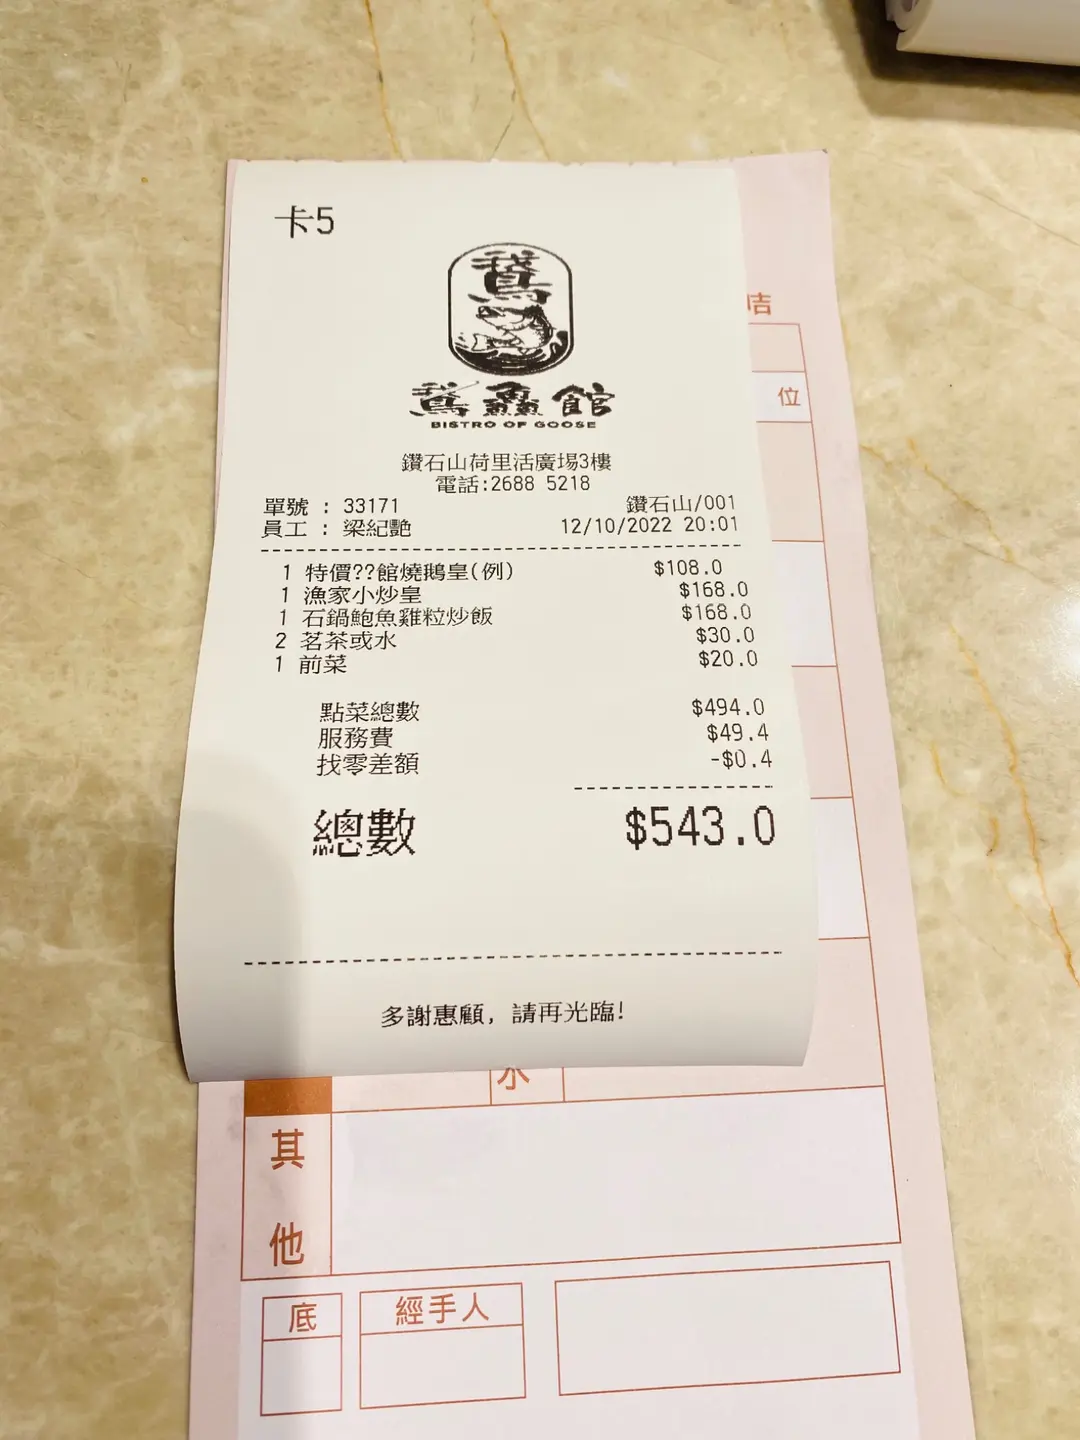 卡5
鵞
鵞鱻館
BISTRO OF GOOSE
鑽石山荷里活廣場3樓
電話:2688 5218
單號 : 33171 鑽石山/001
員工 : 梁紀艷 12/10/2022 20:01
1 特價??館燒鵝皇(例) $108.0
1 漁家小炒皇 $168.0
1 石鍋鮑魚雞粒炒飯 $168.0
2 茗茶或水 $30.0
1 前菜 $20.0
點菜總數 $494.0
服務費 $49.4
找零差額 -$0.4
總數 $543.0
多謝惠顧, 請再光臨!
位
水
其他
底
經手人